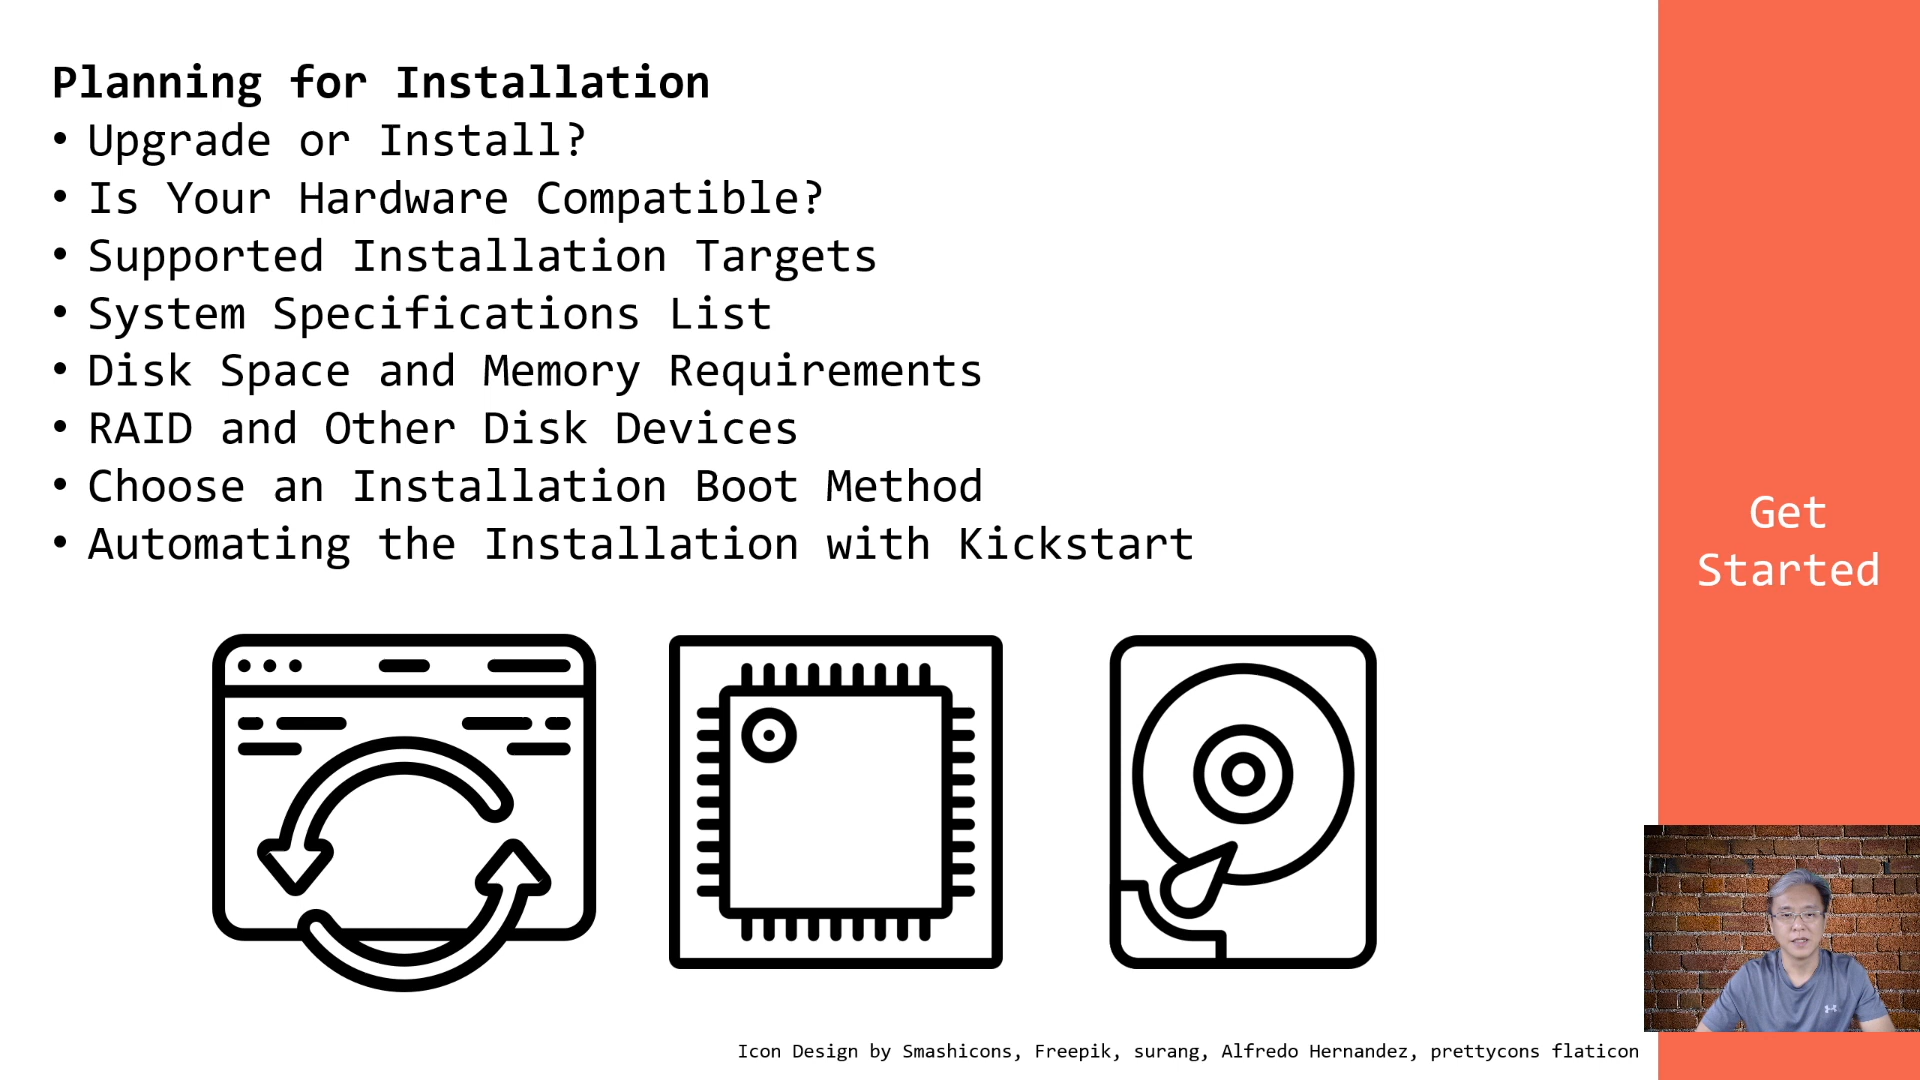 Planning for Installation
• Upgrade or Install?
• Is Your Hardware Compatible?
• Supported Installation Targets
• System Specifications List
• Disk Space and Memory Requirements
• RAID and Other Disk Devices
• Choose an Installation Boot Method
• Automating the Installation with Kickstart
Get
Started
Icon Design by Smashicons, Freepik, surang, Alfredo Hernandez, prettycons flaticon